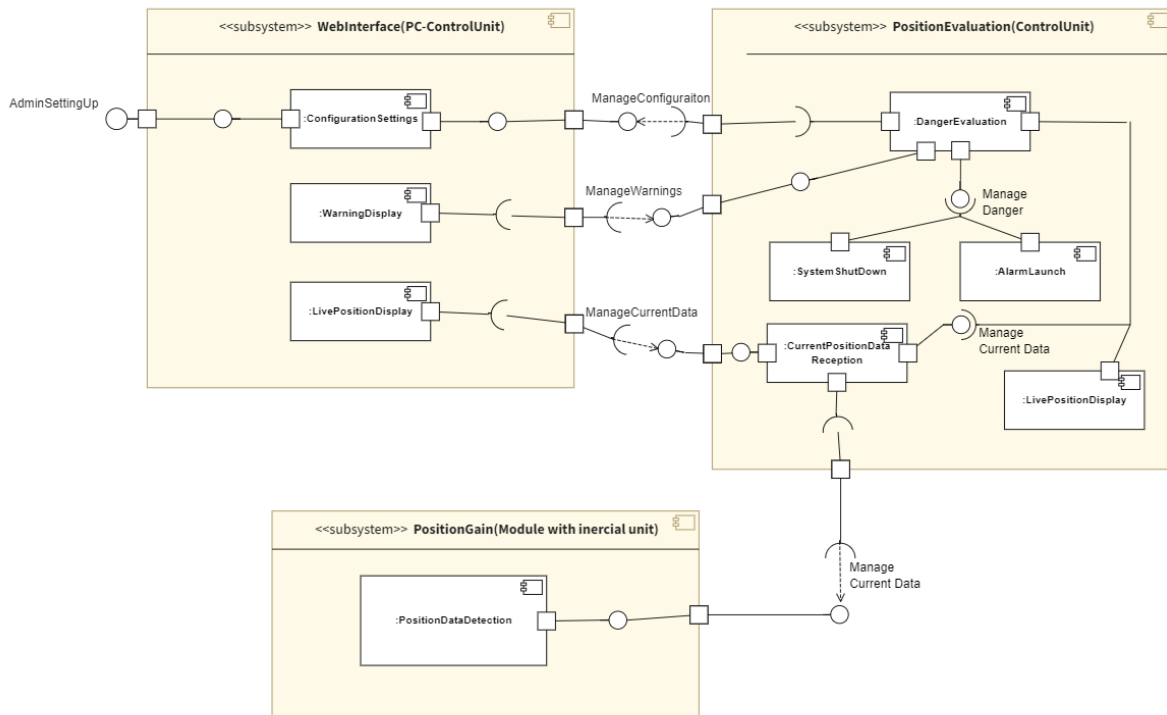 <<subsystem>> WebInterface(PC-ControlUnit)
<<subsystem>> PositionEvaluation(ControlUnit)
AdminSettingUp
:ConfigurationSettings
ManageConfiguraiton
:DangerEvaluation
:WarningDisplay
ManageWarnings
Manage
Danger
:SystemShutDown
:AlarmLaunch
:LivePositionDisplay
ManageCurrentData
:CurrentPositionData
Reception
Manage
Current Data
:LivePositionDisplay
<<subsystem>> PositionGain(Module with inercial unit)
Manage
Current Data
:PositionDataDetection